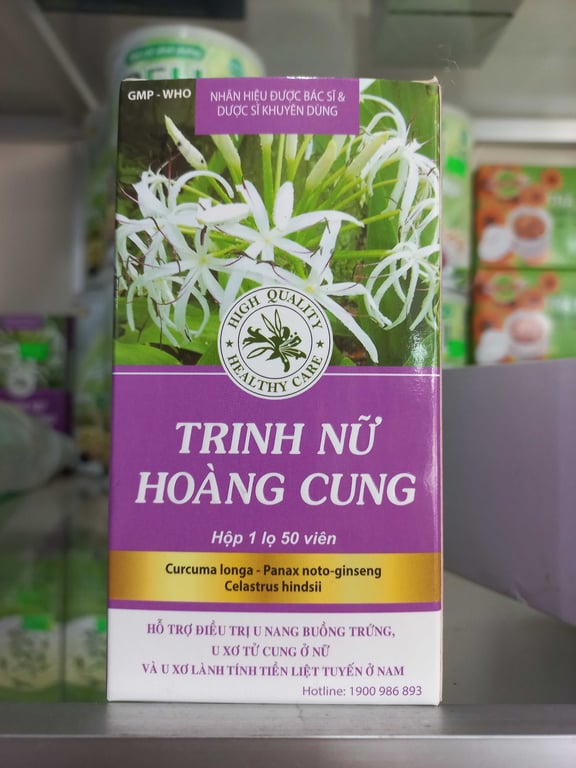 GMP - WHO
NHÃN HIỆU ĐƯỢC BÁC SĨ &
DƯỢC SĨ KHUYÊN DÙNG
HIGH QUALITY
HEALTHY CARE
TRINH NỮ
HOÀNG CUNG
Hộp 1 lọ 50 viên
Curcuma longa - Panax noto-ginseng
Celastrus hindsii
HỖ TRỢ ĐIỀU TRỊ U NANG BUỒNG TRỨNG,
U XƠ TỬ CUNG Ở NỮ
VÀ U XƠ LÀNH TÍNH TIỀN LIỆT TUYẾN Ở NAM
Hotline: 1900 986 893